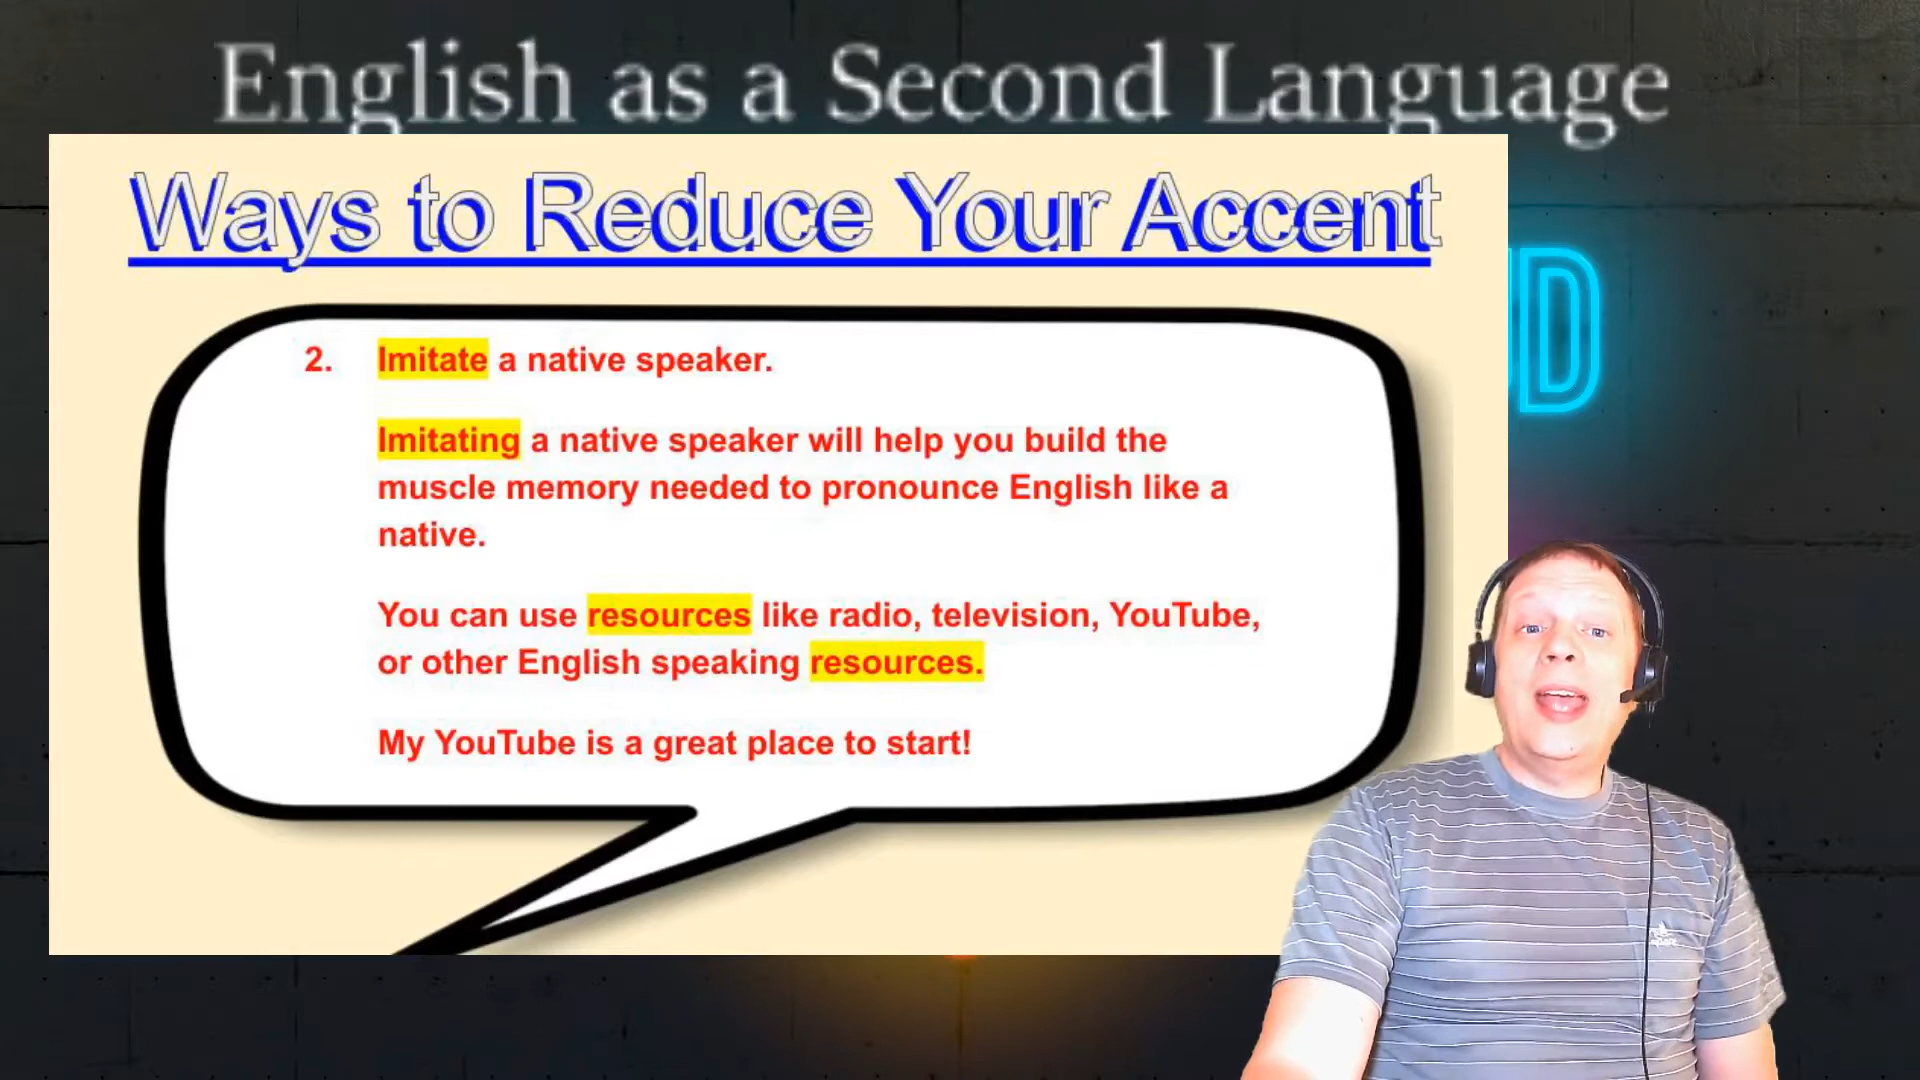 English as a Second Language
Ways to Reduce Your Accent
2. Imitate a native speaker.
Imitating a native speaker will help you build the
muscle memory needed to pronounce English like a
native.
You can use resources like radio, television, YouTube,
or other English speaking resources.
My YouTube is a great place to start!